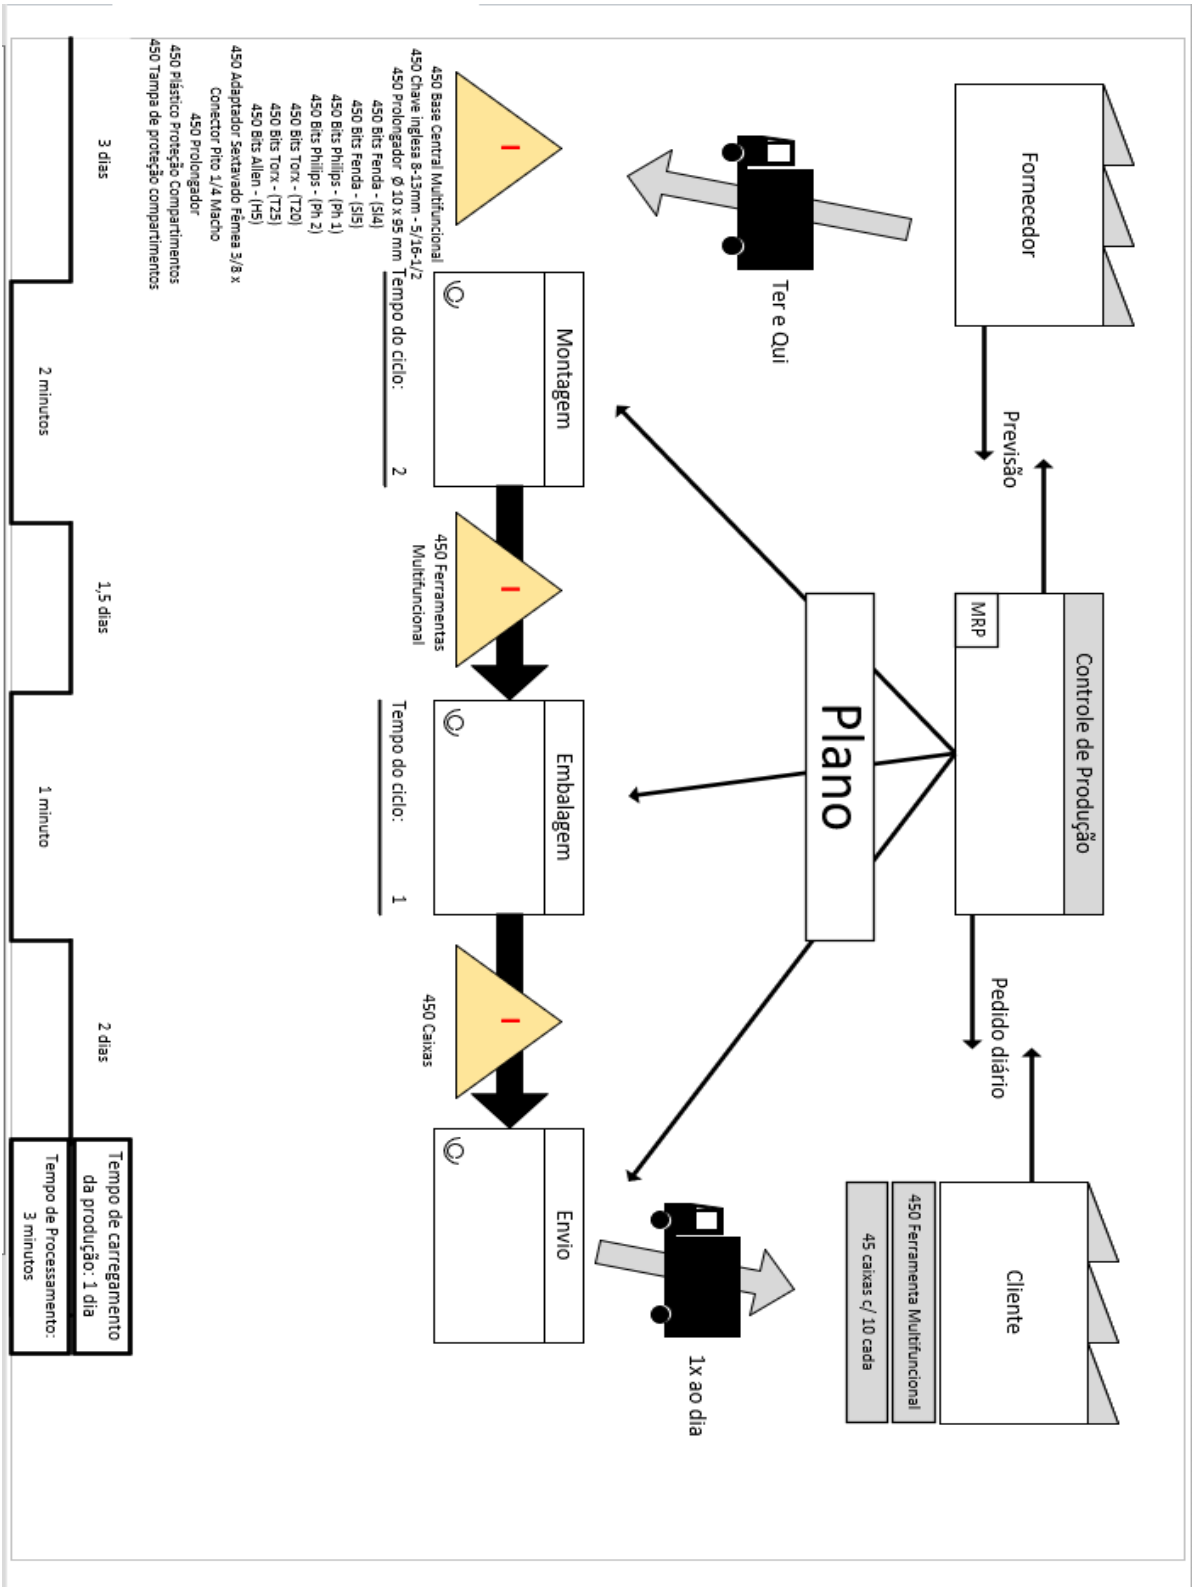 Fornecedor
Previsão
Controle de Produção
MRP
Pedido diário
Cliente
450 Ferramenta Multifuncional
45 caixas c/ 10 cada
Plano
Ter e Qui
1x ao dia
I
450 Base Central Multifuncional
450 Chave inglesa 8-13mm - 5/16-1/2
450 Prolongador Ø 10 x 95 mm
450 Bits Fenda - (Sl4)
450 Bits Fenda - (Sl5)
450 Bits Philips - (Ph 1)
450 Bits Philips - (Ph 2)
450 Bits Torx - (T20)
450 Bits Torx - (T25)
450 Bits Allen - (H5)
450 Adaptador Sextavado Fêmea 3/8 x
Conector Pito 1/4 Macho
450 Prolongador
450 Plástico Proteção Compartimentos
450 Tampa de proteção compartimentos
Montagem
Tempo do ciclo: 2
I
450 Ferramentas
Multifuncional
Embalagem
Tempo do ciclo: 1
I
450 Caixas
Envio
3 dias
2 minutos
1,5 dias
1 minuto
2 dias
Tempo de carregamento
da produção: 1 dia
Tempo de Processamento:
3 minutos